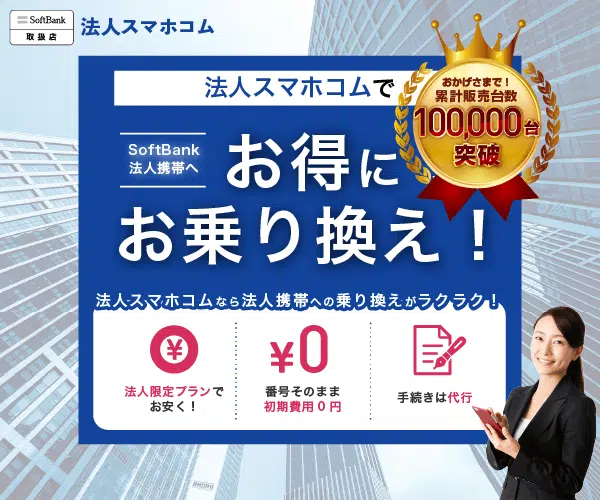 SoftBank
取扱店
法人スマホコム
法人スマホコムで
おかげさまで！
累計販売台数
100,000台
突破
SoftBank
法人携帯へ
お得に
お乗り換え！
法人スマホコムなら法人携帯への乗り換えがラクラク！
法人限定プランで
お安く！
¥0
番号そのまま
初期費用０円
手続きは代行